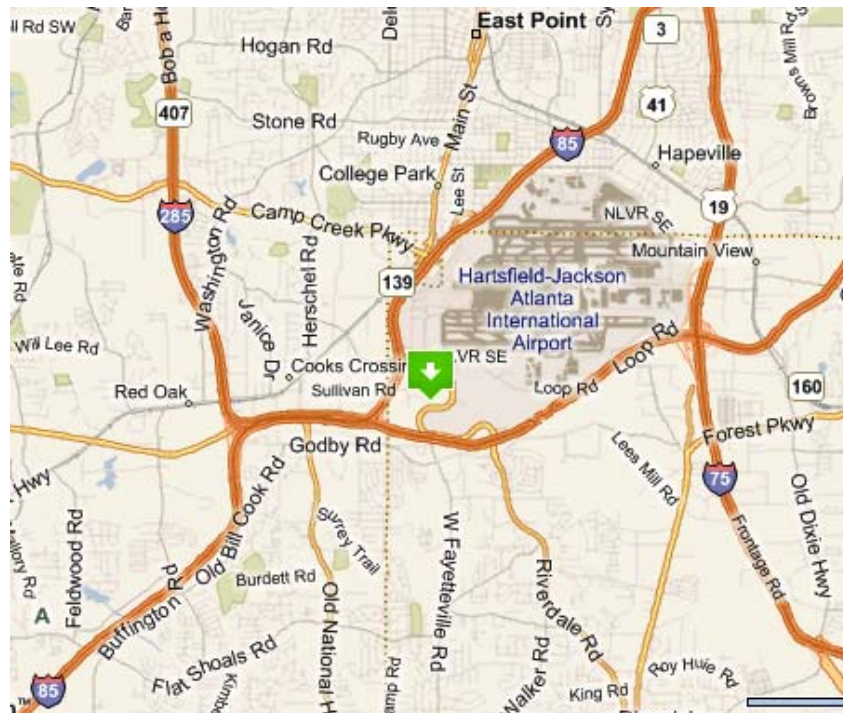 East Point
Hogan Rd
Bob a
Browns Mill Rd
3
407
41
Stone Rd
Rugby Ave
Main St
85
Hapeville
College Park
Lee St
19
NLVR SE
285
Camp Creek Pkwy
Mountain View
Washington Rd
Herschel Rd
139
Hartsfield-Jackson
Atlanta
International
Airport
Janice Dr
Will Lee Rd
Cooks Crossin
LVR SE
Loop Rd
Loop Rd
Red Oak
Sullivan Rd
160
Godby Rd
Forest Pkwy
Lees Mill Rd
Hwy
75
Old Bill Cook Rd
Surrey Trail
W Fayetteville Rd
Old Dixie Hwy
Frontage Rd
Feldwood Rd
Burdett Rd
Riverdale Rd
A
Buffington Rd
Old National H
Flat Shoals Rd
Roy Huie Rd
85
Walker Rd
King Rd